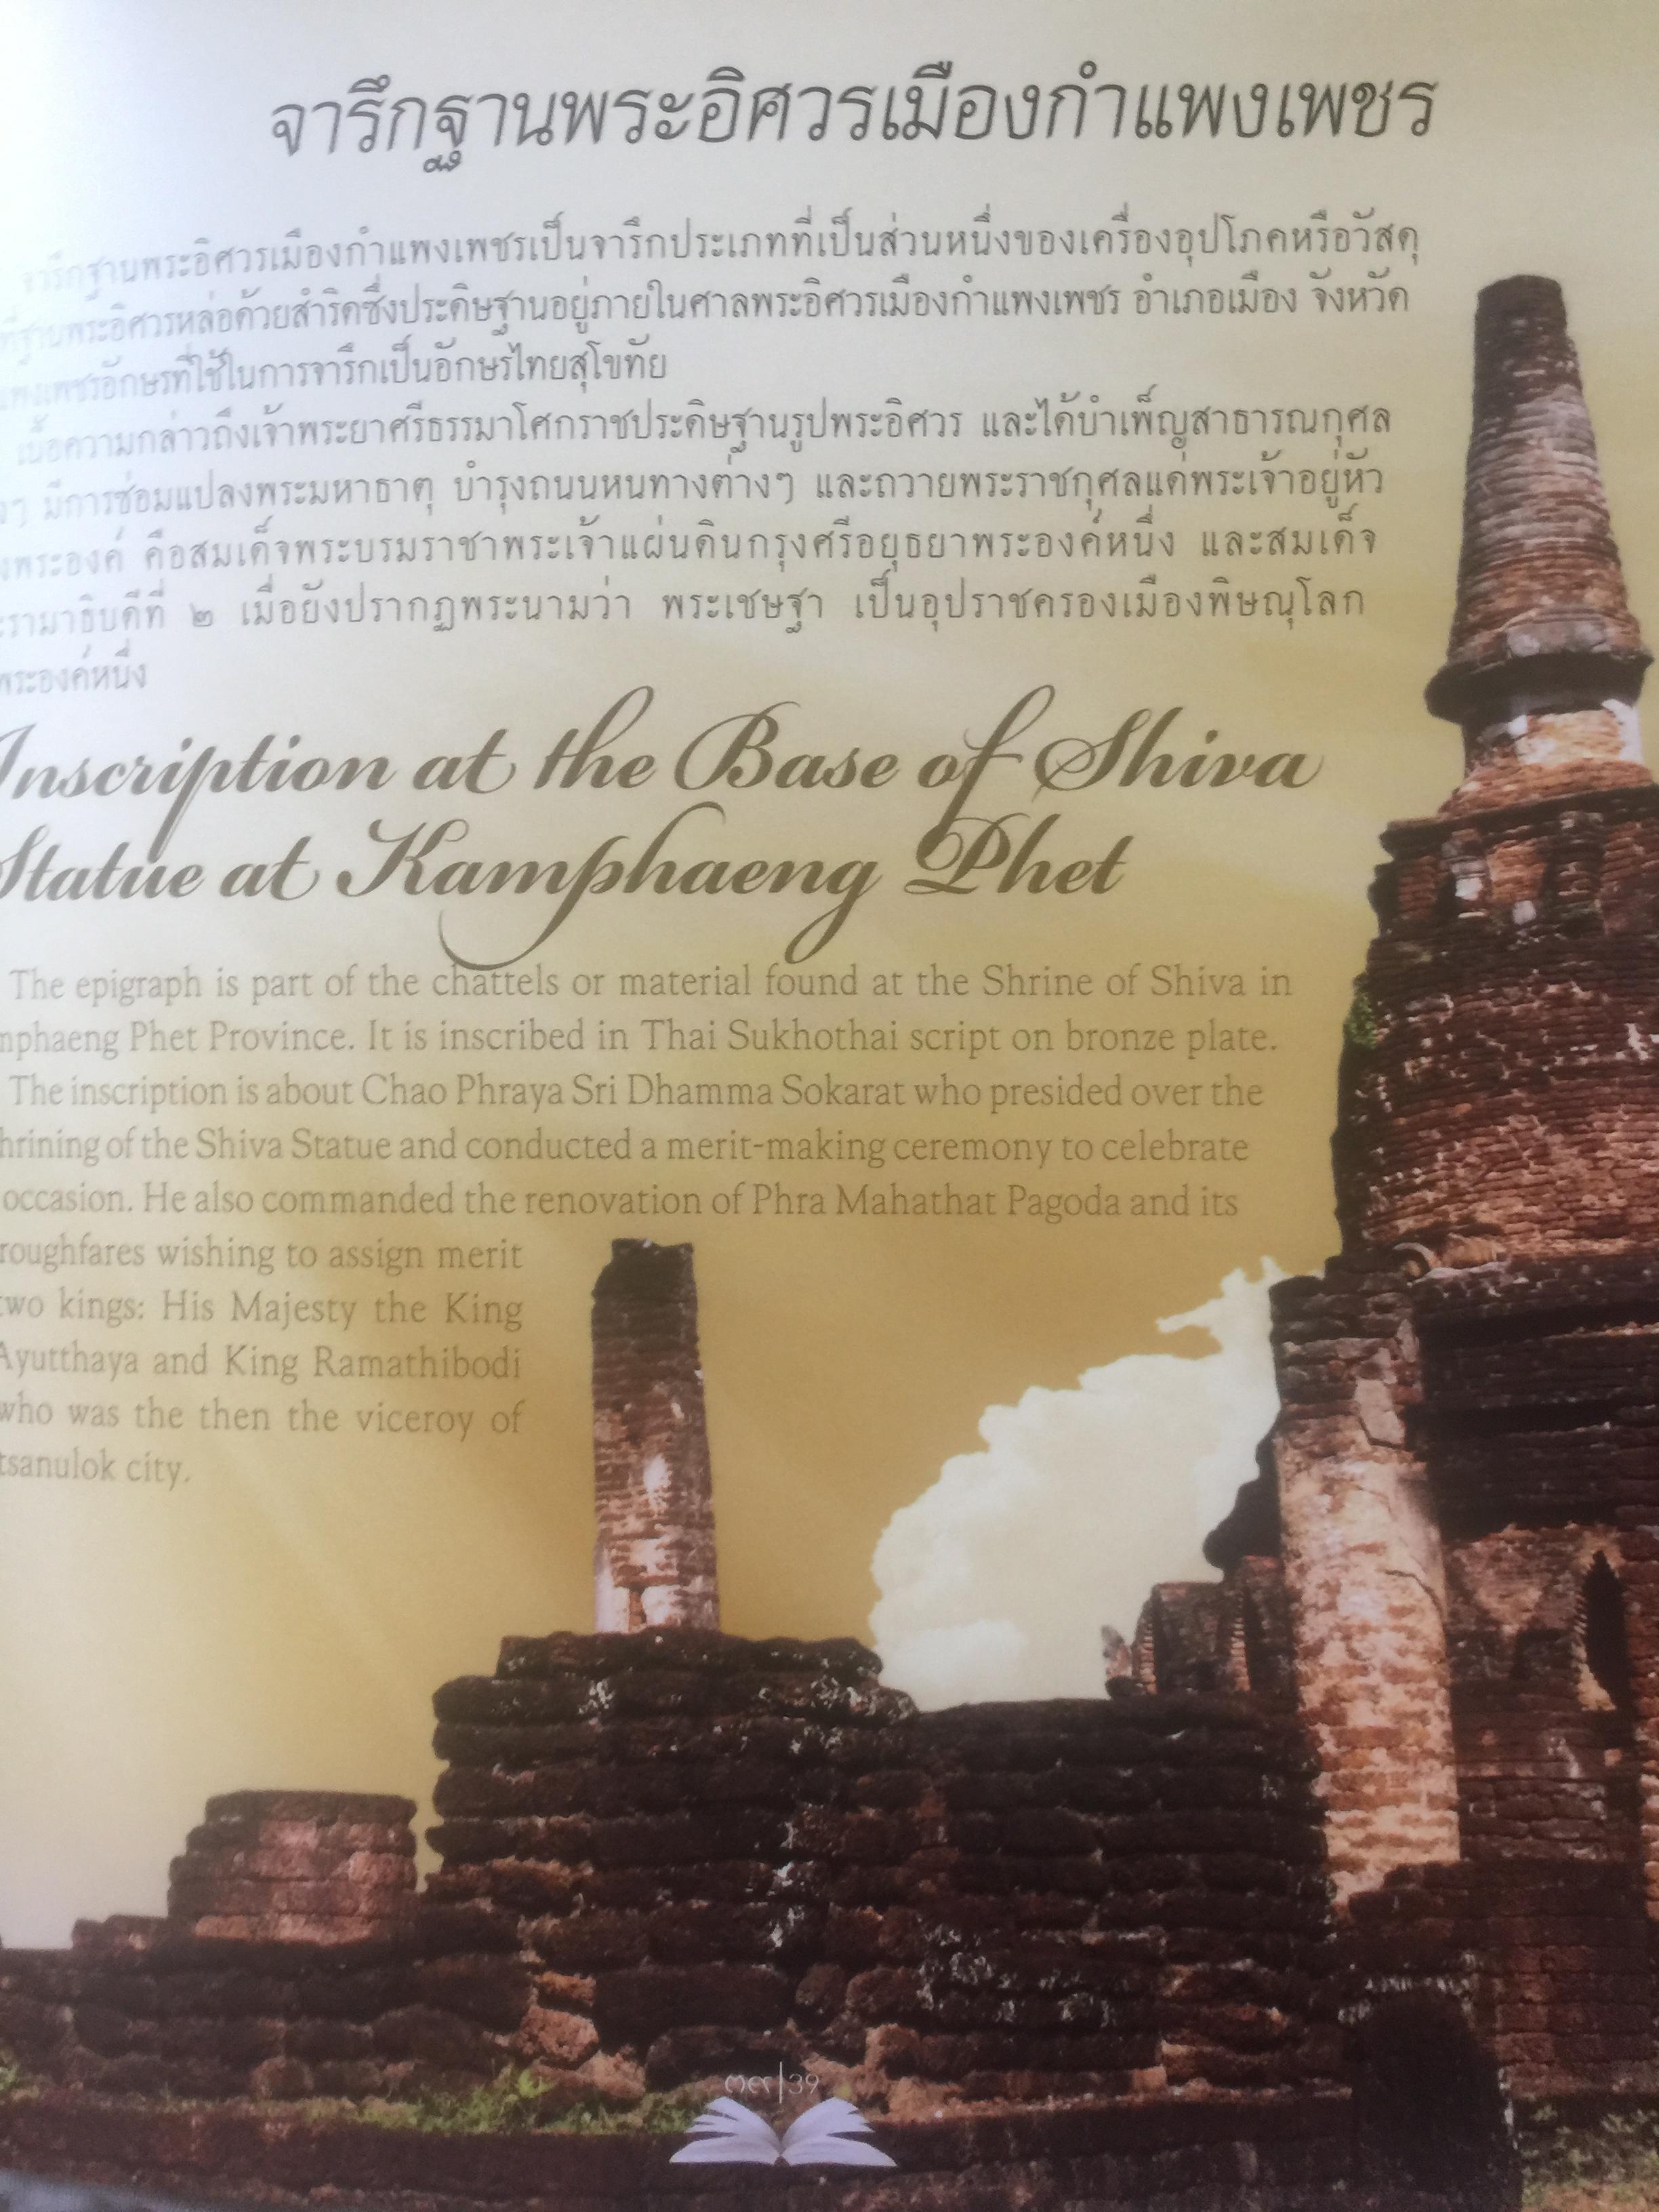 จารึกฐานพระอิศวรเมืองกำแพงเพชร
จารึกฐานพระอิศวรเมืองกำแพงเพชรเป็นจารึกประเภทที่เป็นส่วนหนึ่งของเครื่องอุปโภคหรือวัสดุ
ที่ฐานพระอิศวรหล่อด้วยสำริดซึ่งประดิษฐานอยู่ภายในศาลพระอิศวรเมืองกำแพงเพชร อำเภอเมือง จังหวัด
แพงเพชรอักษรที่ใช้ในการจารึกเป็นอักษรไทยสุโขทัย
เนื้อความกล่าวถึงเจ้าพระยาศรีธรรมาโศกราชประดิษฐานรูปพระอิศวร และได้บำเพ็ญสาธารณกุศล
งๆ มีการซ่อมแปลงพระมหาธาตุ บำรุงถนนหนทางต่างๆ และถวายพระราชกุศลแด่พระเจ้าอยู่หัว
งพระองค์ คือสมเด็จพระบรมราชาพระเจ้าแผ่นดินกรุงศรีอยุธยาพระองค์หนึ่ง และสมเด็จ
ะรามาธิบดีที่ ๒ เมื่อยังปรากฏพระนามว่า พระเชษฐา เป็นอุปราชครองเมืองพิษณุโลก
พระองค์หนึ่ง
Inscription at the Base of Shiva
Statue at Kamphaeng Phet
The epigraph is part of the chattels or material found at the Shrine of Shiva in
mphaeng Phet Province. It is inscribed in Thai Sukhothai script on bronze plate.
The inscription is about Chao Phraya Sri Dhamma Sokarat who presided over the
hrining of the Shiva Statue and conducted a merit-making ceremony to celebrate
occasion. He also commanded the renovation of Phra Mahathat Pagoda and its
roughfares wishing to assign merit
two kings: His Majesty the King
Ayutthaya and King Ramathibodi
who was the then the viceroy of
tsanulok city.
๓๙|39